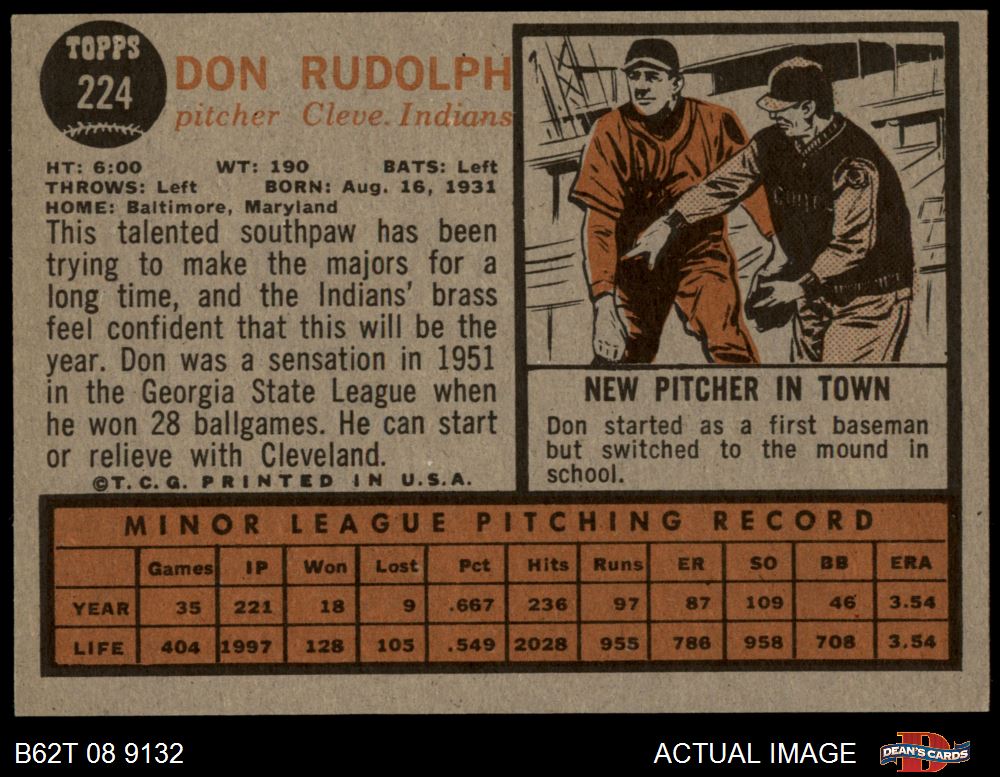 TOPPS
224
DON RUDOLPH
pitcher Cleve. Indians
HT: 6:00 WT: 190 BATS: Left
THROWS: Left BORN: Aug. 16, 1931
HOME: Baltimore, Maryland
This talented southpaw has been
trying to make the majors for a
long time, and the Indians' brass
feel confident that this will be the
year. Don was a sensation in 1951
in the Georgia State League when
he won 28 ballgames. He can start
or relieve with Cleveland.
©T.C.G. PRINTED IN U.S.A.
NEW PITCHER IN TOWN
Don started as a first baseman
but switched to the mound in
school.
MINOR LEAGUE PITCHING RECORD
Games IP Won Lost Pct Hits Runs ER SO BB ERA
YEAR 35 221 18 9 .667 236 97 87 109 46 3.54
LIFE 404 1997 128 105 .549 2028 955 786 958 708 3.54
B62T 08 9132 ACTUAL IMAGE DEAN'S CARDS